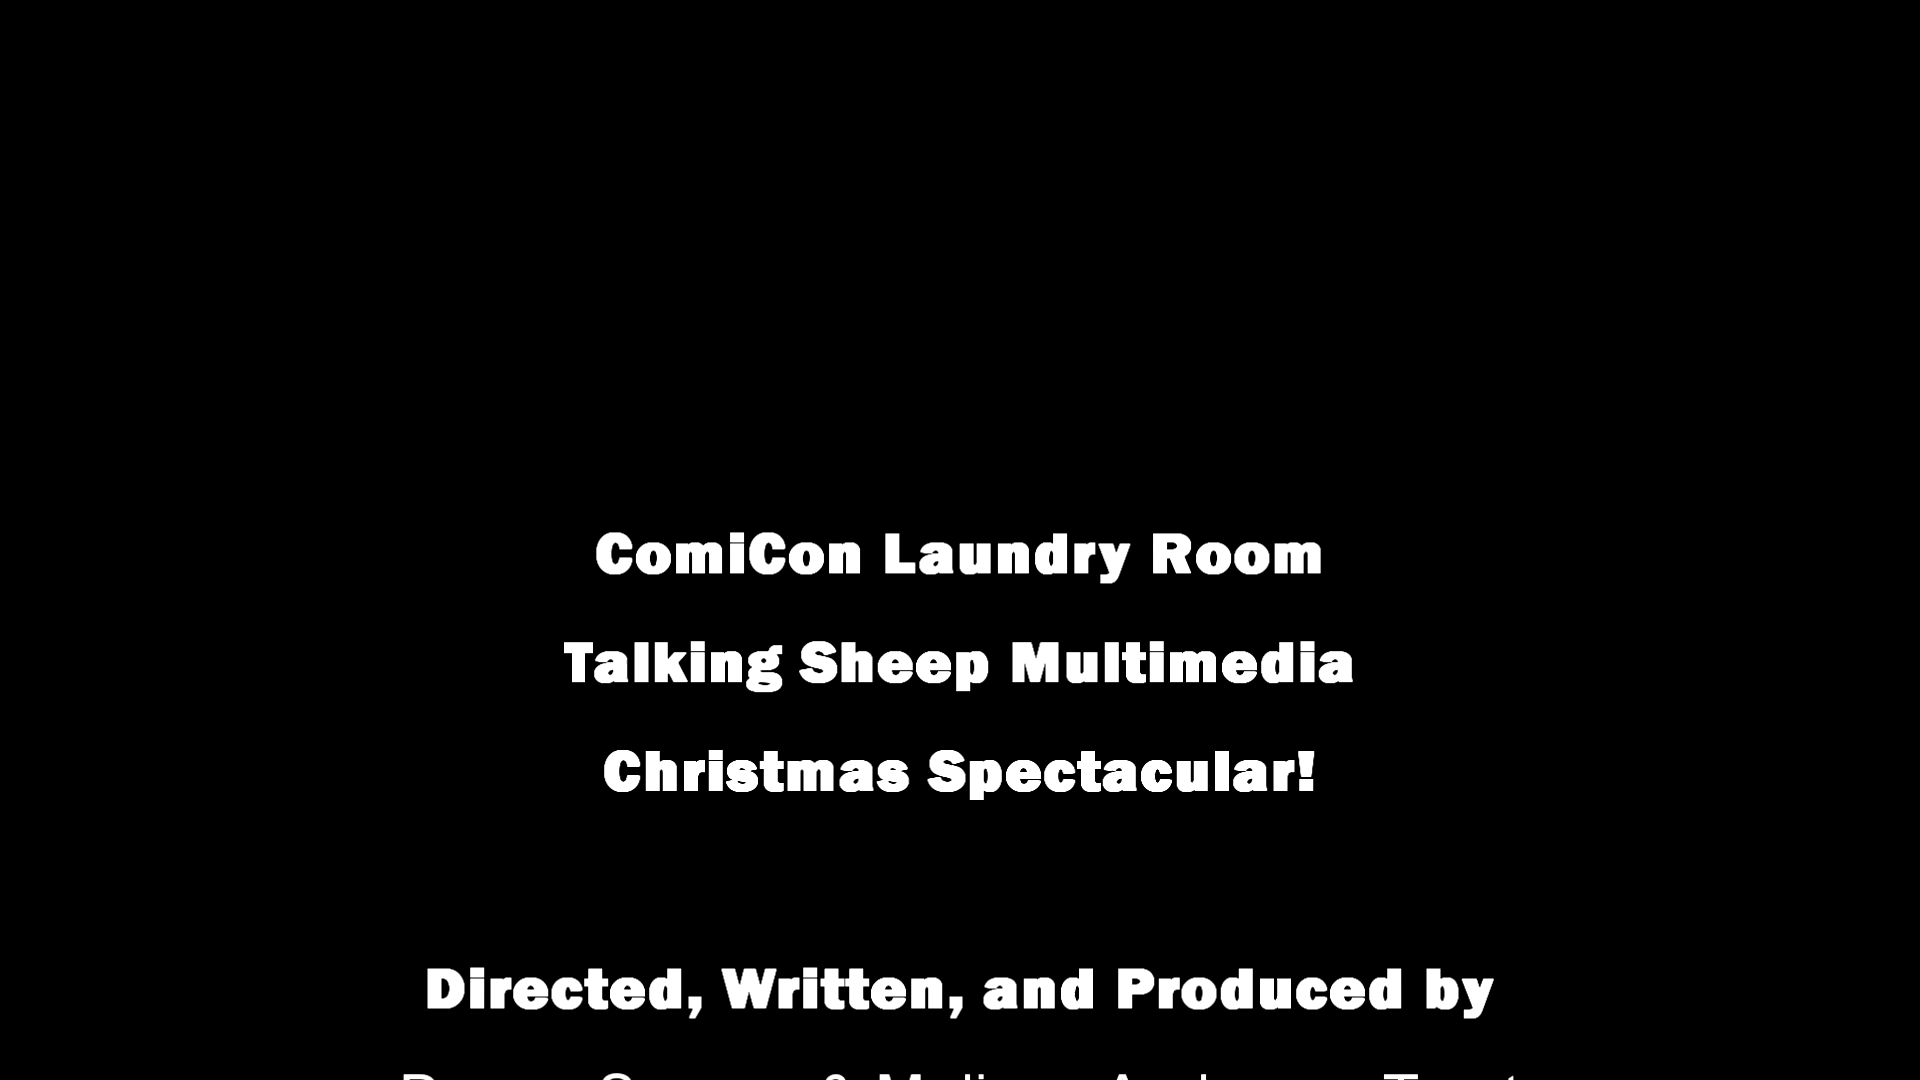 ComiCon Laundry Room
Talking Sheep Multimedia
Christmas Spectacular!
Directed, Written, and Produced by